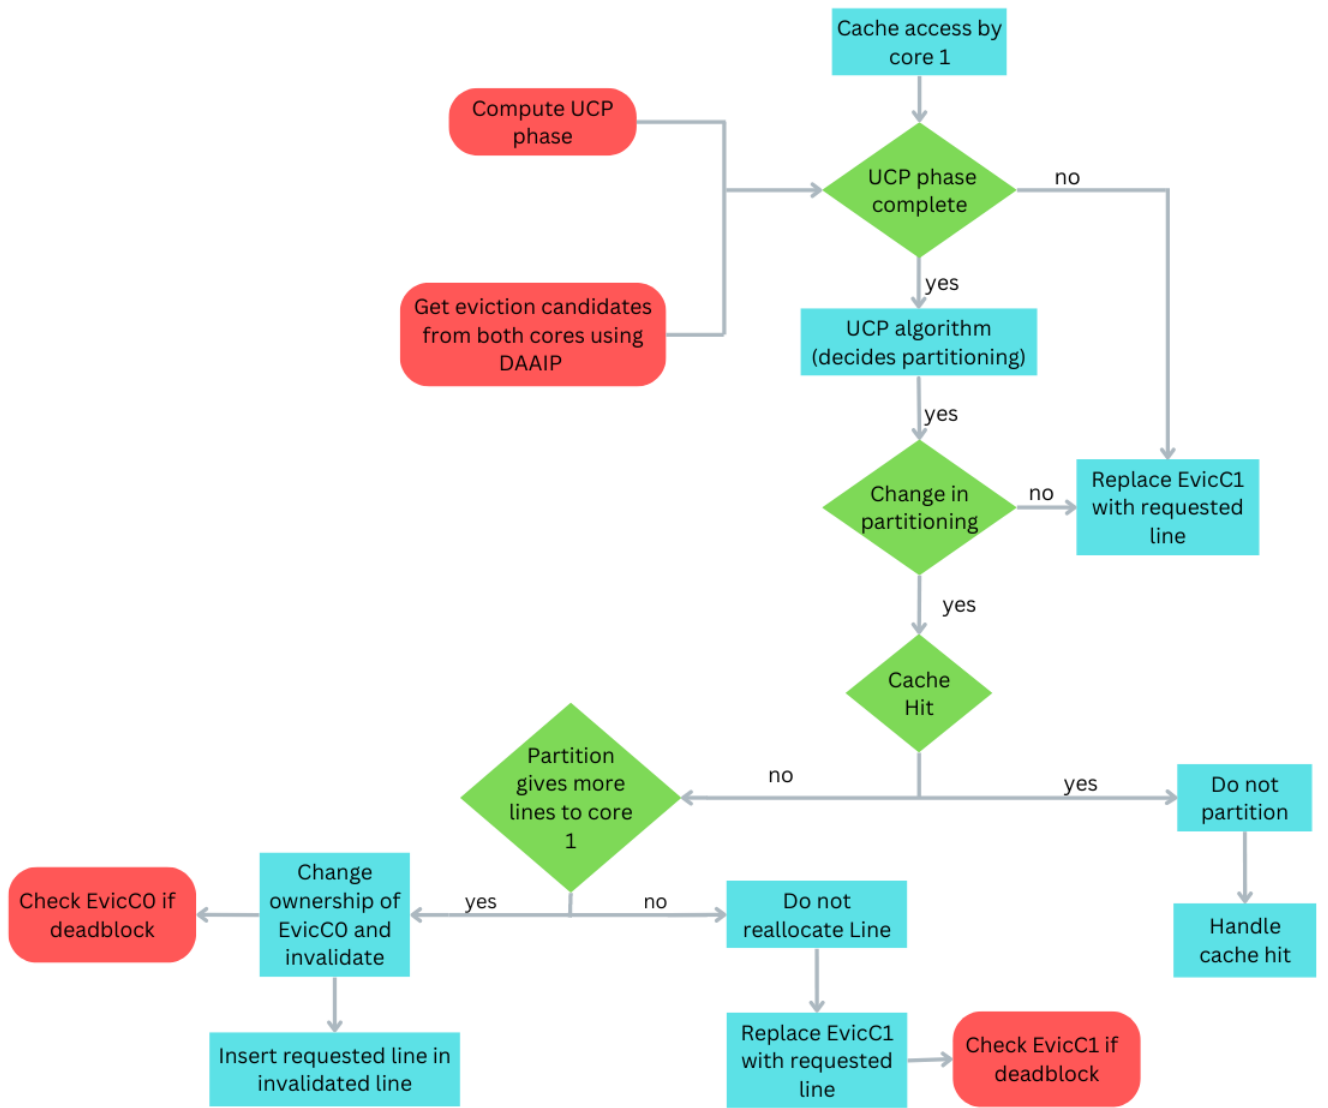 Cache access by
core 1
Compute UCP
phase
UCP phase
complete
no
Get eviction candidates
from both cores using
DAAIP
yes
UCP algorithm
(decides partitioning)
yes
Change in
partitioning
no
Replace EvicC1
with requested
line
yes
Cache
Hit
Partition
gives more
lines to core
1
no
yes
Do not
partition
Handle
cache hit
Check EvicC0 if
deadblock
Change
ownership of
EvicC0 and
invalidate
yes
no
Do not
reallocate Line
Insert requested line in
invalidated line
Replace EvicC1
with requested
line
Check EvicC1 if
deadblock